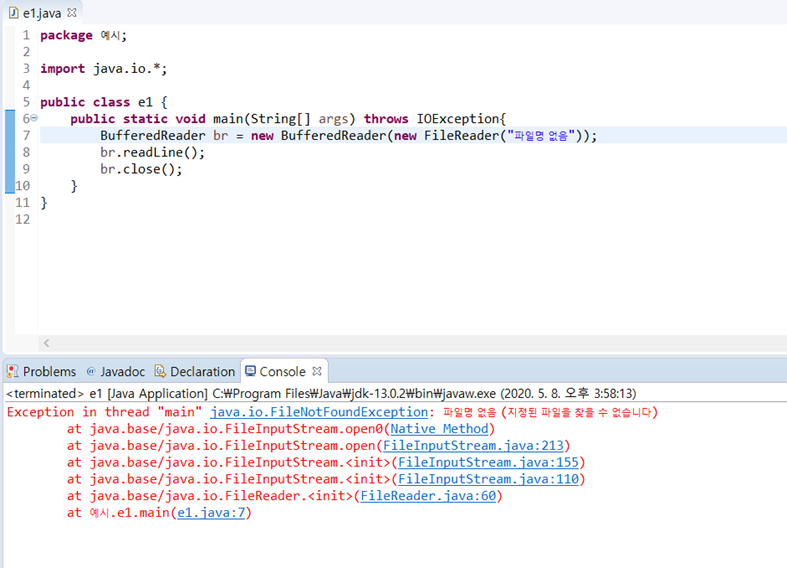 e1.java
1 package 예시;
2
3 import java.io.*;
4
5 public class e1 {
6 public static void main(String[] args) throws IOException{
7 BufferedReader br = new BufferedReader(new FileReader("파일명 없음"));
8 br.readLine();
9 br.close();
10 }
11 }
12
Problems @ Javadoc Declaration Console
<terminated> e1 [Java Application] C:₩Program Files₩Java₩jdk-13.0.2₩bin₩javaw.exe (2020. 5. 8. 오후 3:58:13)
Exception in thread "main" java.io.FileNotFoundException: 파일명 없음 (지정된 파일을 찾을 수 없습니다)
at java.base/java.io.FileInputStream.open0(Native Method)
at java.base/java.io.FileInputStream.open(FileInputStream.java:213)
at java.base/java.io.FileInputStream.<init>(FileInputStream.java:155)
at java.base/java.io.FileInputStream.<init>(FileInputStream.java:110)
at java.base/java.io.FileReader.<init>(FileReader.java:60)
at 예시.e1.main(e1.java:7)